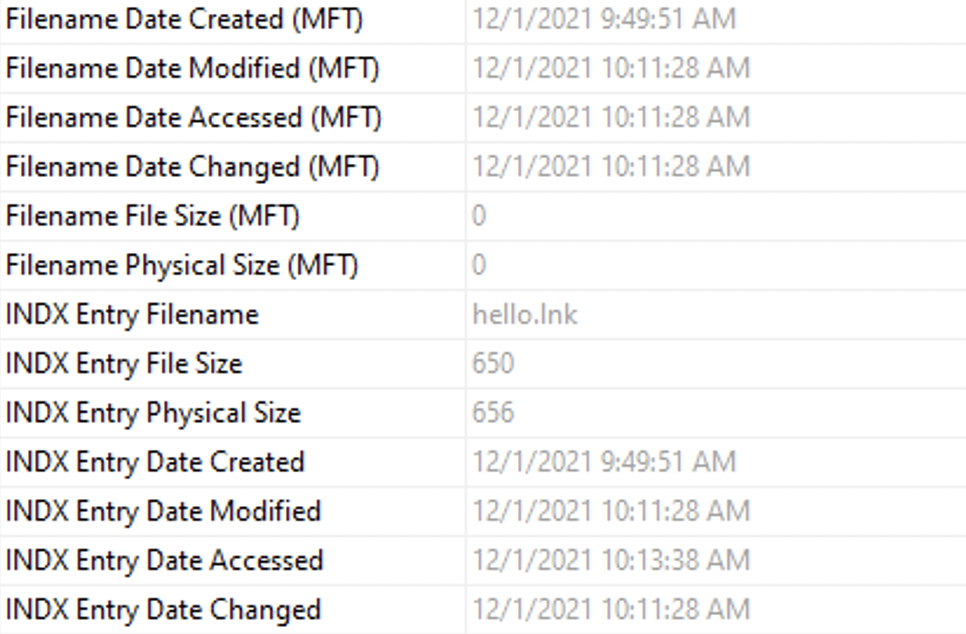 Filename Date Created (MFT) 12/1/2021 9:49:51 AM
Filename Date Modified (MFT) 12/1/2021 10:11:28 AM
Filename Date Accessed (MFT) 12/1/2021 10:11:28 AM
Filename Date Changed (MFT) 12/1/2021 10:11:28 AM
Filename File Size (MFT) 0
Filename Physical Size (MFT) 0
INDX Entry Filename hello.lnk
INDX Entry File Size 650
INDX Entry Physical Size 656
INDX Entry Date Created 12/1/2021 9:49:51 AM
INDX Entry Date Modified 12/1/2021 10:11:28 AM
INDX Entry Date Accessed 12/1/2021 10:13:38 AM
INDX Entry Date Changed 12/1/2021 10:11:28 AM